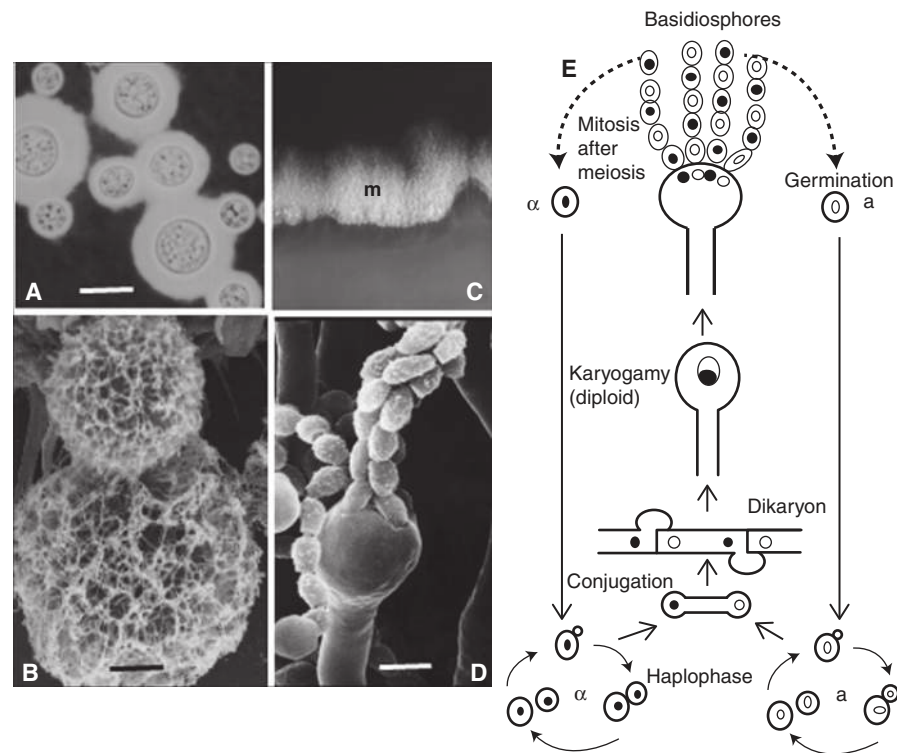 A
B
C
m
D
E
Basidiosphores
Mitosis
after
meiosis
Germination
α
a
Karyogamy
(diploid)
Dikaryon
Conjugation
Haplophase
α
a